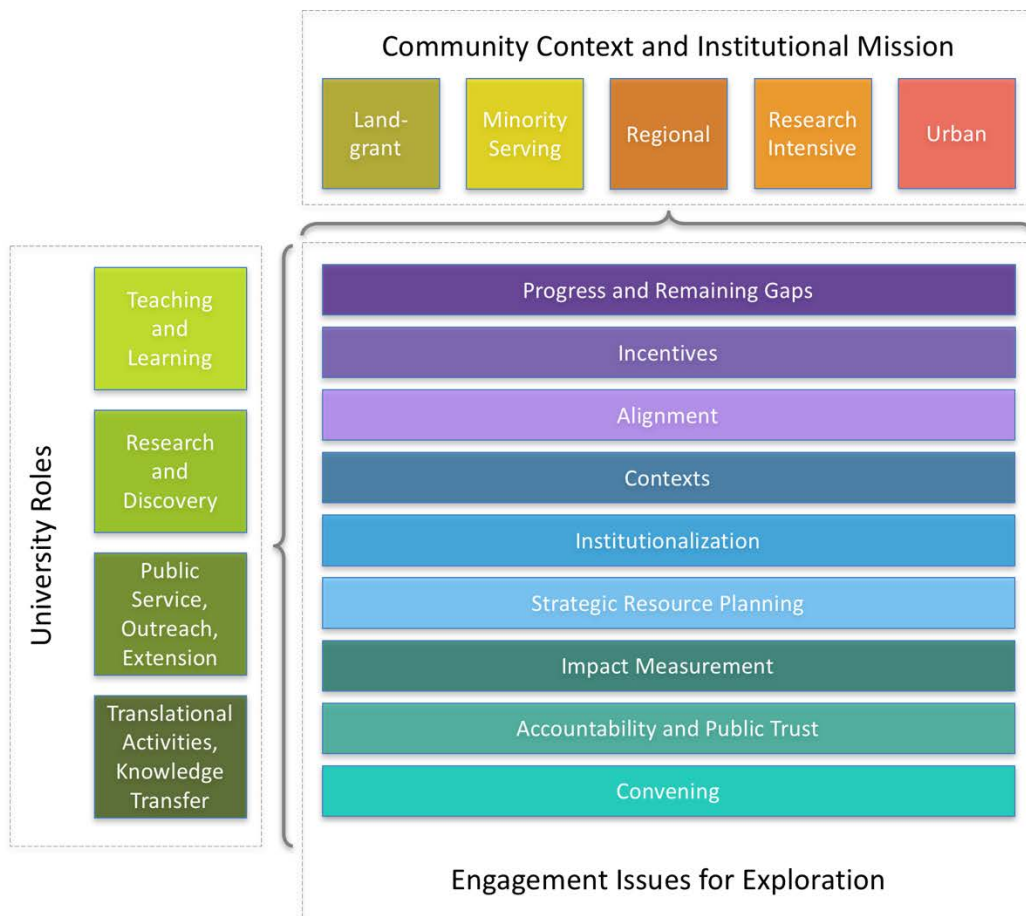 Community Context and Institutional Mission
Land-
grant
Minority
Serving
Regional
Research
Intensive
Urban
University Roles
Teaching
and
Learning
Research
and
Discovery
Public
Service,
Outreach,
Extension
Translational
Activities,
Knowledge
Transfer
Progress and Remaining Gaps
Incentives
Alignment
Contexts
Institutionalization
Strategic Resource Planning
Impact Measurement
Accountability and Public Trust
Convening
Engagement Issues for Exploration